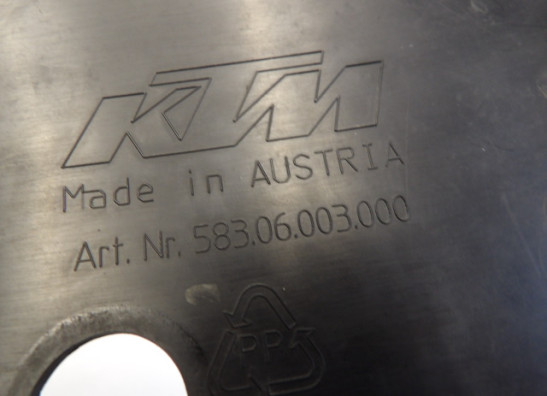 KTM
Made in AUSTRIA
Art. Nr. 583.06.003.000
PP